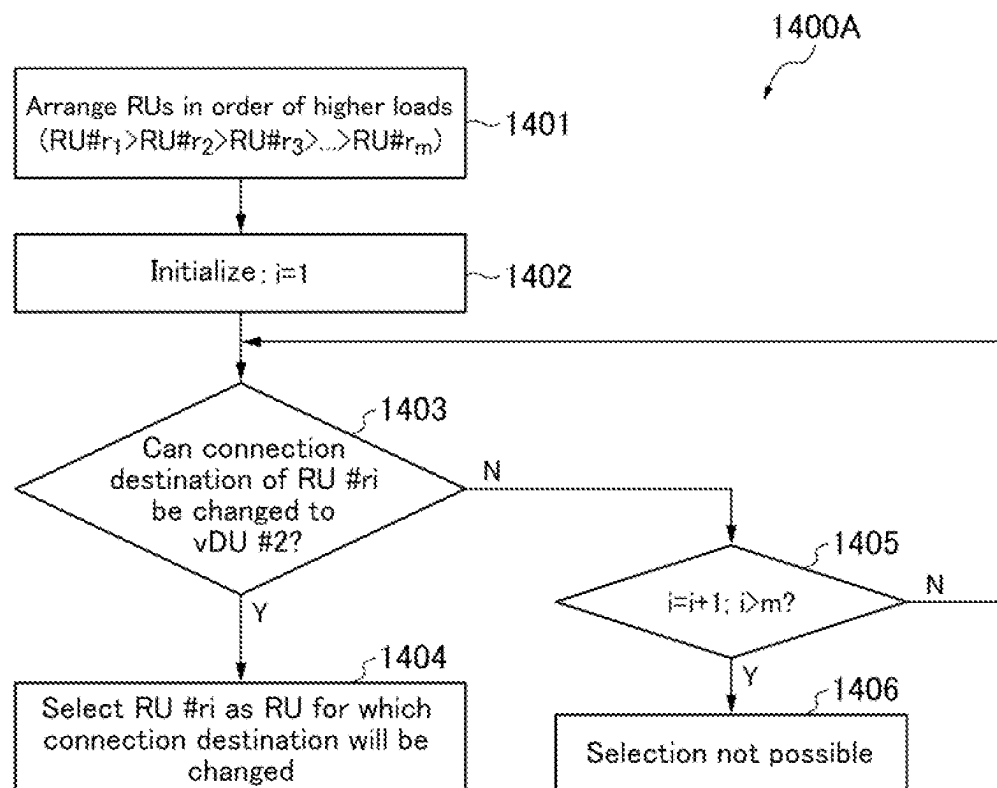 1400A
Arrange RUs in order of higher loads
(RU#r1>RU#r2>RU#r3>...>RU#rm)
1401
Initialize; i=1
1402
1403
Can connection
destination of RU #ri
be changed to
vDU #2?
N
Y
1405
i=i+1; i>m?
N
Y
1404
Select RU #ri as RU for which
connection destination will be
changed
1406
Selection not possible